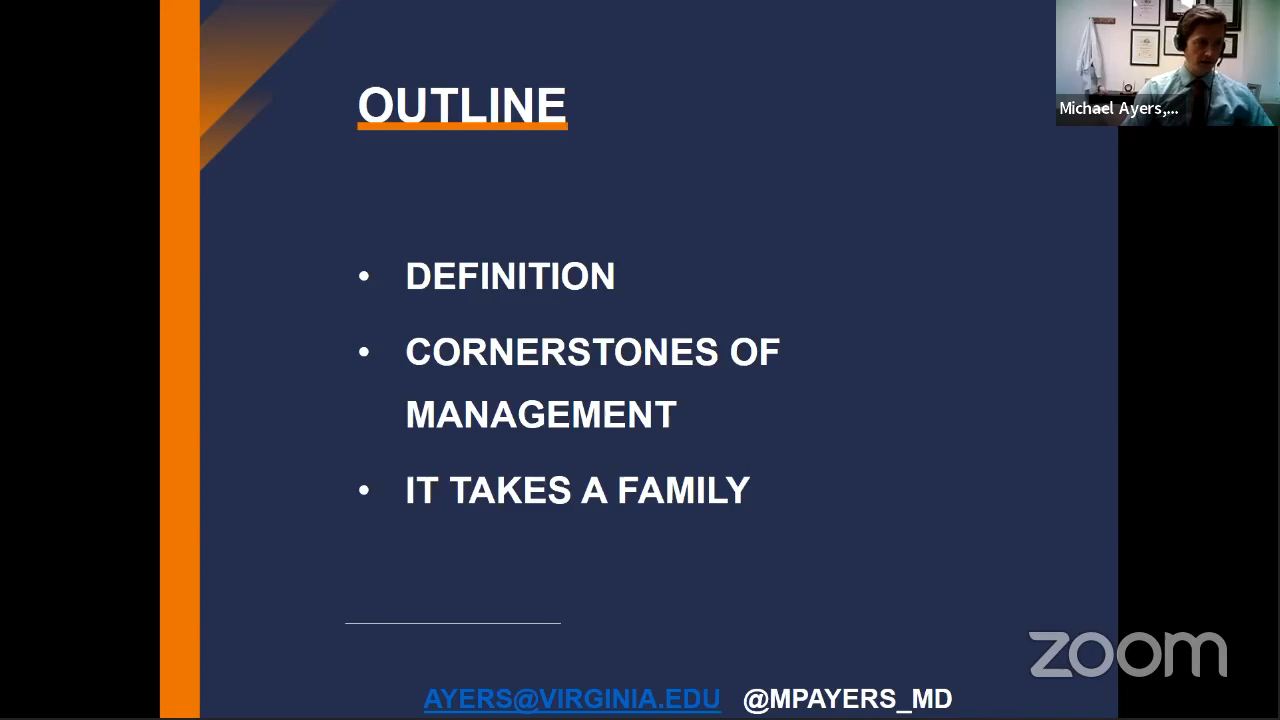 OUTLINE
Michael Ayers,...
• DEFINITION
• CORNERSTONES OF
MANAGEMENT
• IT TAKES A FAMILY
zoom
AYERS@VIRGINIA.EDU @MPAYERS_MD